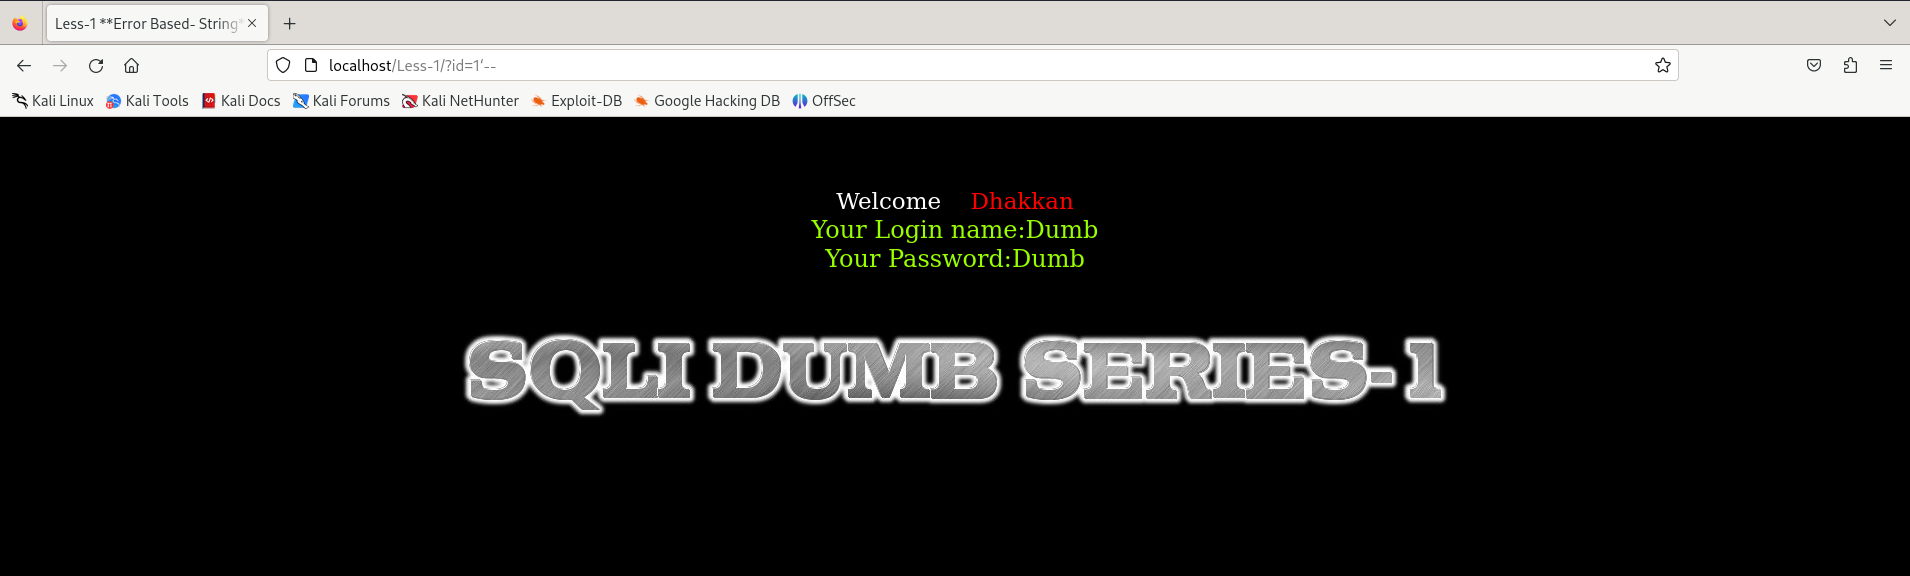 Less-1 **Error Based- String*
localhost/Less-1/?id=1‘--
Kali Linux Kali Tools Kali Docs Kali Forums Kali NetHunter Exploit-DB Google Hacking DB OffSec
Welcome Dhakkan
Your Login name:Dumb
Your Password:Dumb
SQLI DUMB SERIES-1